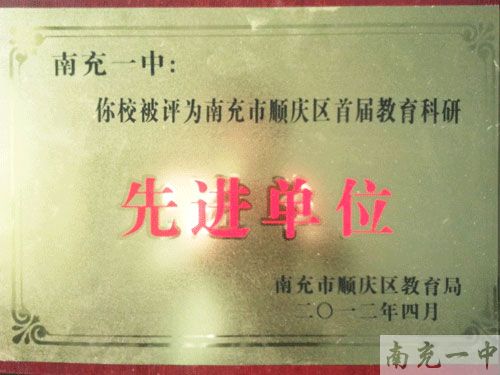 南充一中:
你校被评为南充市顺庆区首届教育科研
先进单位
南充市顺庆区教育局
二〇一二年四月
南充一中